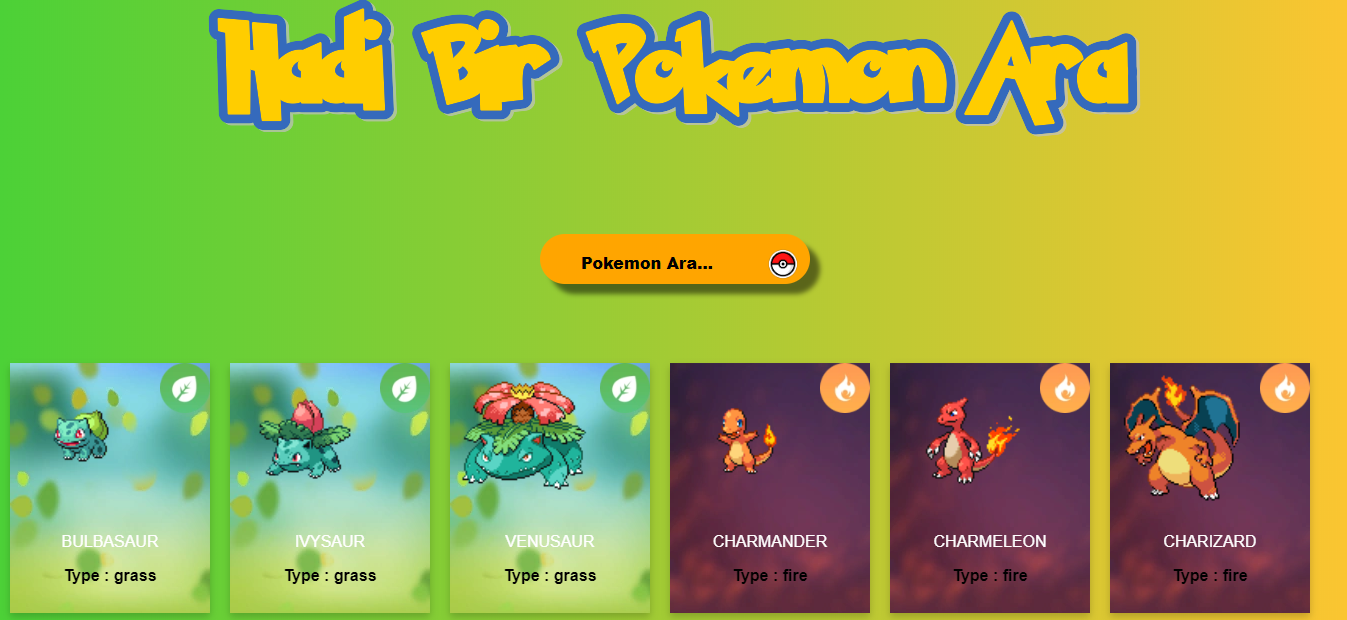 Hadi Bir Pokemon Ara
Pokemon Ara...
BULBASAUR
Type : grass
IVYSAUR
Type : grass
VENUSAUR
Type : grass
CHARMANDER
Type : fire
CHARMELEON
Type : fire
CHARIZARD
Type : fire